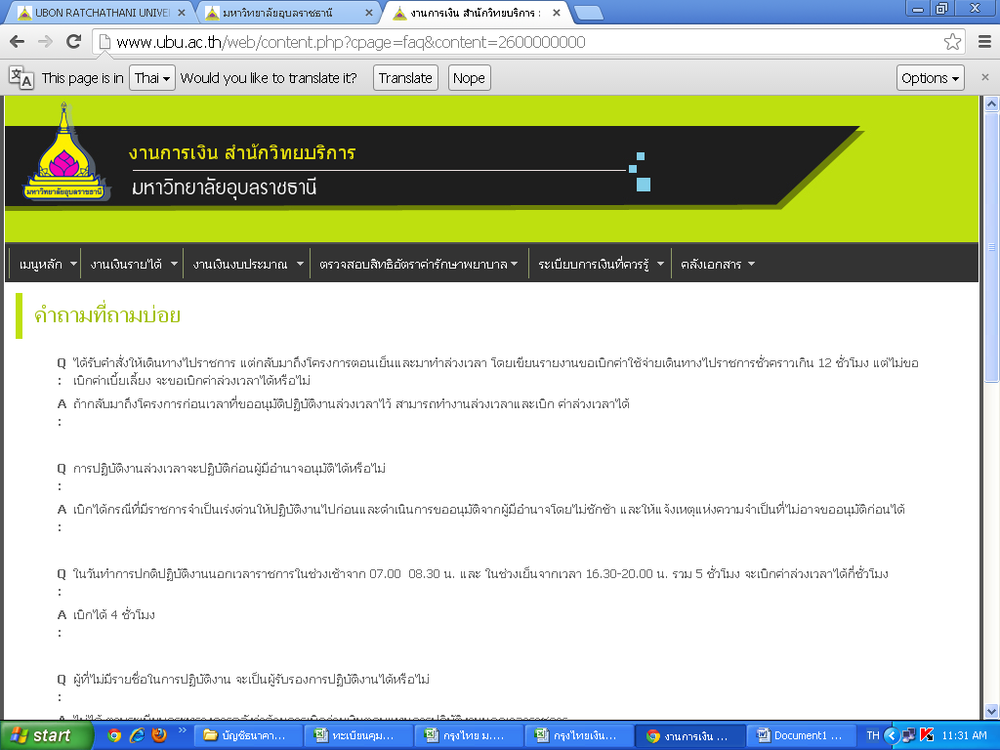 UBON RATCHATHANI UNIVE
มหาวิทยาลัยอุบลราชธานี
งานการเงิน สำนักวิทยบริการ :
www.ubu.ac.th/web/content.php?cpage=faq&content=2600000000
This page is in Thai Would you like to translate it? Translate Nope Options
งานการเงิน สำนักวิทยบริการ
มหาวิทยาลัยอุบลราชธานี
มหาวิทยาลัยอุบลราชธานี
เมนูหลัก งานเงินรายได้ งานเงินงบประมาณ ตรวจสอบสิทธิอัตราค่ารักษาพยาบาล ระเบียบการเงินที่ควรรู้ คลังเอกสาร
คำถามที่ถามบ่อย
Q ได้รับคำสั่งให้เดินทางไปราชการ แต่กลับมาถึงโครงการตอนเย็นและมาทำล่วงเวลา โดยเขียนรายงานขอเบิกค่าใช้จ่ายเดินทางไปราชการชั่วคราวเกิน 12 ชั่วโมง แต่ไม่ขอ
: เบิกค่าเบี้ยเลี้ยง จะขอเบิกค่าล่วงเวลาได้หรือไม่
A ถ้ากลับมาถึงโครงการก่อนเวลาที่ขออนุมัติปฏิบัติงานล่วงเวลาไว้ สามารถทำงานล่วงเวลาและเบิก ค่าล่วงเวลาได้
:
Q การปฏิบัติงานล่วงเวลาจะปฏิบัติก่อนผู้มีอำนาจอนุมัติได้หรือไม่
:
A เบิกได้กรณีที่มีราชการจำเป็นเร่งด่วนให้ปฏิบัติงานไปก่อนและดำเนินการขออนุมัติจากผู้มีอำนาจโดยไม่ชักช้า และให้แจ้งเหตุแห่งความจำเป็นที่ไม่อาจขออนุมัติก่อนได้
:
Q ในวันทำการปกติปฏิบัติงานนอกเวลาราชการในช่วงเช้าจาก 07.00 08.30 น. และ ในช่วงเย็นจากเวลา 16.30-20.00 น. รวม 5 ชั่วโมง จะเบิกค่าล่วงเวลาได้กี่ชั่วโมง
:
A เบิกได้ 4 ชั่วโมง
:
Q ผู้ที่ไม่มีรายชื่อในการปฏิบัติงาน จะเป็นผู้รับรองการปฏิบัติงานได้หรือไม่
:
start บัญชีธนาคา... ทะเบียนคุม... กรุงไทย ม.... กรุงไทยเงิน... งานการเงิน ... Document1 ... TH 11:31 AM